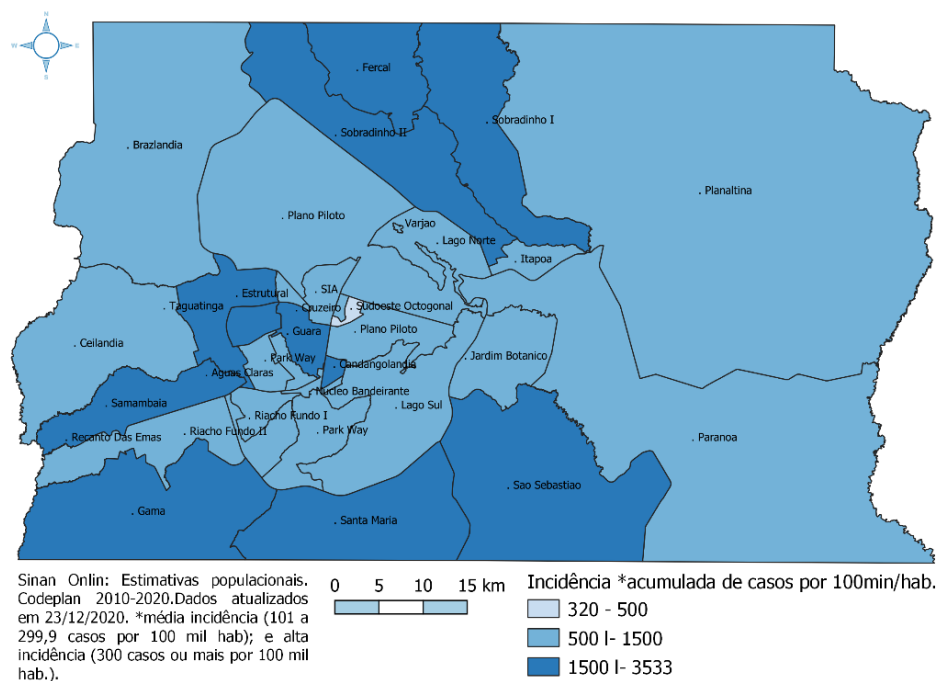 N
W E
S
Fercal
Sobradinho II
Sobradinho I
Brazlandia
Planaltina
Plano Piloto
Varjao
Lago Norte
Itapoa
SIA
Estrutural
Taguatinga
Cruzeiro
Sudoeste Octogonal
Guara
Plano Piloto
Ceilandia
Park Way
Candangolandia
Jardim Botanico
Aguas Claras
Nucleo Bandeirante
Samambaia
Lago Sul
Riacho Fundo I
Recanto Das Emas
Riacho Fundo II
Park Way
Paranoa
Sao Sebastiao
Gama
Santa Maria
Sinan Onlin: Estimativas populacionais.
Codeplan 2010-2020.Dados atualizados
em 23/12/2020. *média incidência (101 a
299,9 casos por 100 mil hab); e alta
incidência (300 casos ou mais por 100 mil
hab.).
0 5 10 15 km
Incidência *acumulada de casos por 100min/hab.
320 - 500
500 l- 1500
1500 l- 3533